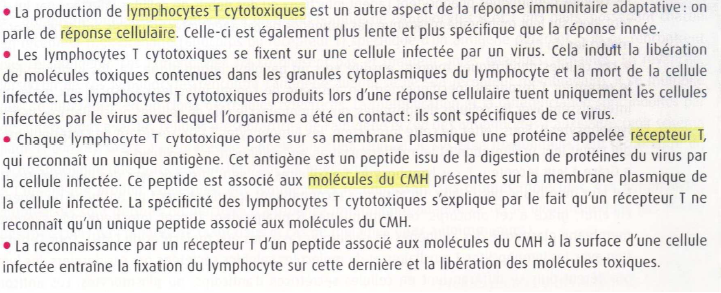 • La production de lymphocytes T cytotoxiques est un autre aspect de la réponse immunitaire adaptative : on
parle de réponse cellulaire. Celle-ci est également plus lente et plus spécifique que la réponse innée.
• Les lymphocytes T cytotoxiques se fixent sur une cellule infectée par un virus. Cela induit la libération
de molécules toxiques contenues dans les granules cytoplasmiques du lymphocyte et la mort de la cellule
infectée. Les lymphocytes T cytotoxiques produits lors d'une réponse cellulaire tuent uniquement les cellules
infectées par le virus avec lequel l'organisme a été en contact : ils sont spécifiques de ce virus.
• Chaque lymphocyte T cytotoxique porte sur sa membrane plasmique une protéine appelée récepteur T,
qui reconnaît un unique antigène. Cet antigène est un peptide issu de la digestion de protéines du virus par
la cellule infectée. Ce peptide est associé aux molécules du CMH présentes sur la membrane plasmique de
la cellule infectée. La spécificité des lymphocytes T cytotoxiques s'explique par le fait qu'un récepteur T ne
reconnaît qu'un unique peptide associé aux molécules du CMH.
• La reconnaissance par un récepteur T d'un peptide associé aux molécules du CMH à la surface d'une cellule
infectée entraîne la fixation du lymphocyte sur cette dernière et la libération des molécules toxiques.